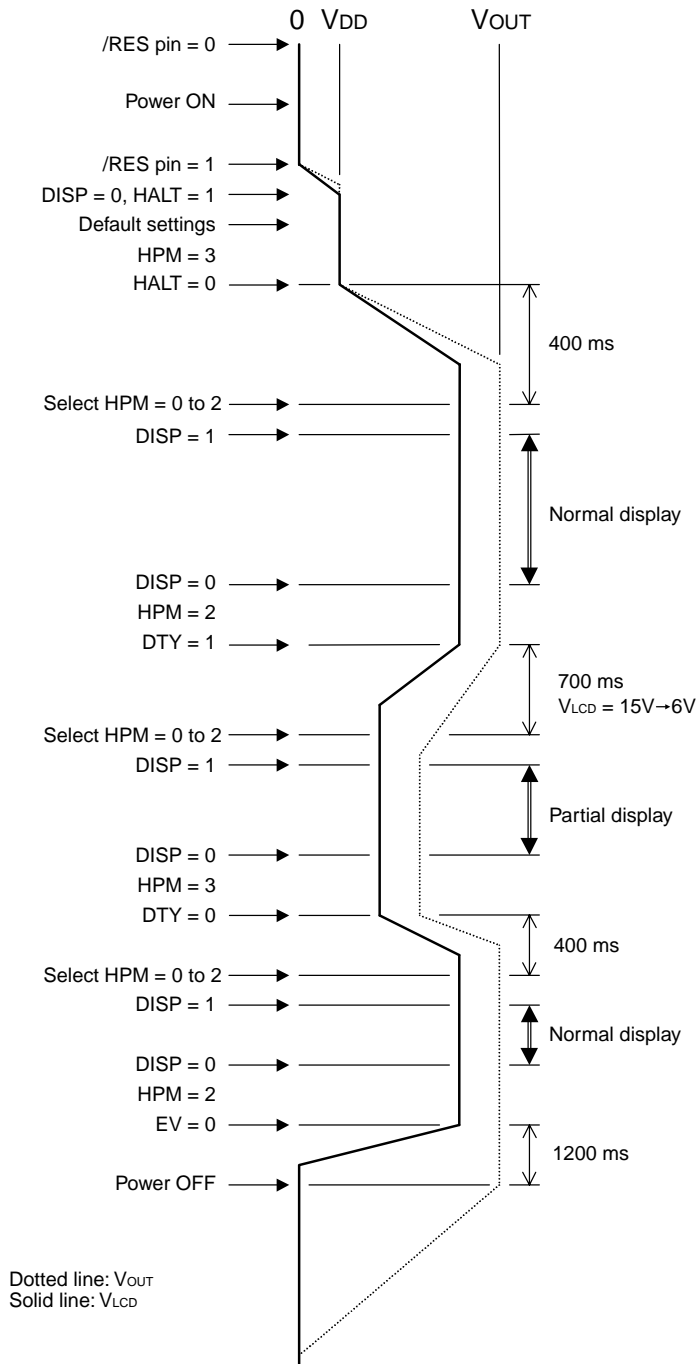 0 VDD VOUT
/RES pin = 0
Power ON
/RES pin = 1
DISP = 0, HALT = 1
Default settings
HPM = 3
HALT = 0
400 ms
Select HPM = 0 to 2
DISP = 1
Normal display
DISP = 0
HPM = 2
DTY = 1
700 ms
VLCD = 15V→6V
Select HPM = 0 to 2
DISP = 1
Partial display
DISP = 0
HPM = 3
DTY = 0
400 ms
Select HPM = 0 to 2
DISP = 1
Normal display
DISP = 0
HPM = 2
EV = 0
1200 ms
Power OFF
Dotted line: VOUT
Solid line: VLCD